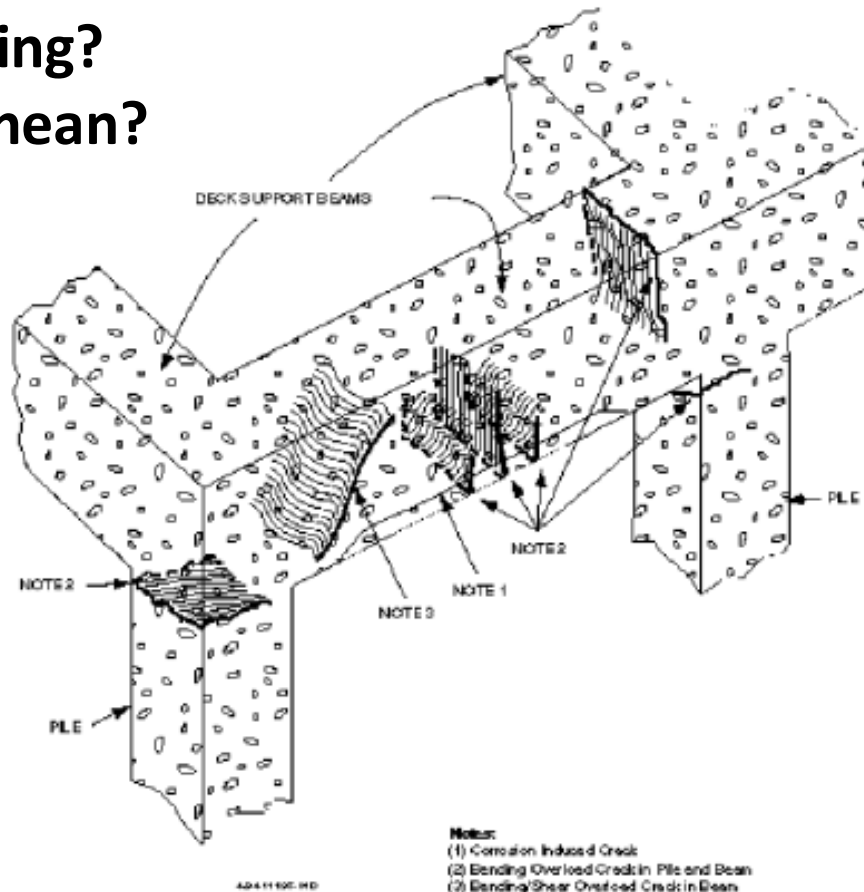 ing?
mean?
DECK SUPPORT BEAMS
PILE
NOTE 2
NOTE 2
NOTE 1
NOTE 3
PILE
Notes:
(1) Corrosion Induced Crack
(2) Bending Overload Crack in Pile and Beam
(3) Bending/Shear Overload Crack in Beam